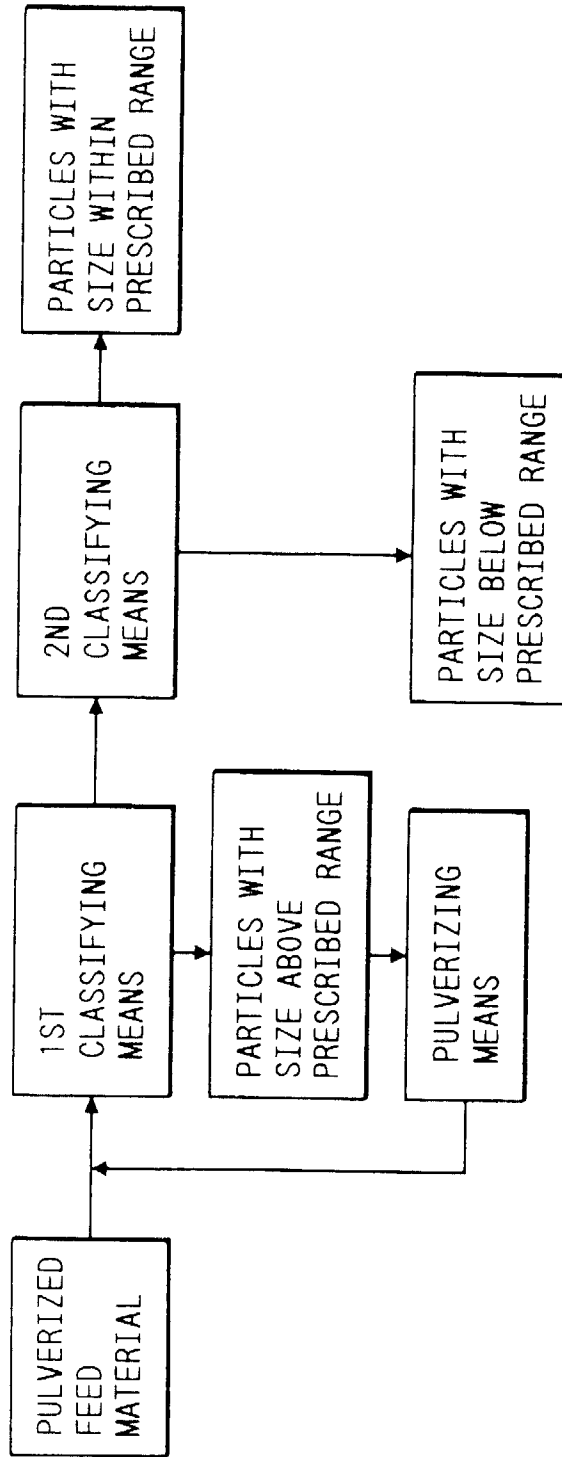 PULVERIZED
FEED
MATERIAL
1ST
CLASSIFYING
MEANS
2ND
CLASSIFYING
MEANS
PARTICLES WITH
SIZE WITHIN
PRESCRIBED RANGE
PARTICLES WITH
SIZE ABOVE
PRESCRIBED RANGE
PULVERIZING
MEANS
PARTICLES WITH
SIZE BELOW
PRESCRIBED RANGE